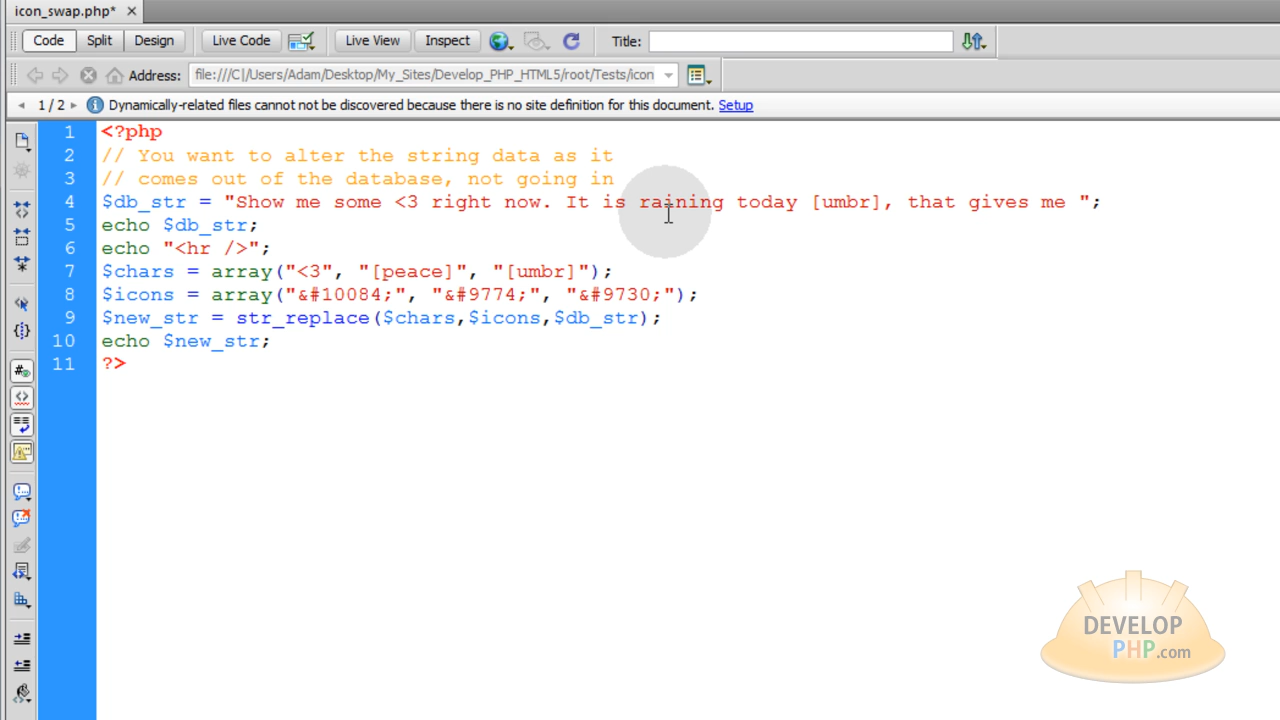 icon_swap.php* ×
Code Split Design Live Code Live View Inspect Title:
Address: file:///C|/Users/Adam/Desktop/My_Sites/Develop_PHP_HTML5/root/Tests/icon
1 / 2 Dynamically-related files cannot not be discovered because there is no site definition for this document. Setup
1 <?php
2 // You want to alter the string data as it
3 // comes out of the database, not going in
4 $db_str = "Show me some <3 right now. It is raining today [umbr], that gives me ";
5 echo $db_str;
6 echo "<hr />";
7 $chars = array("<3", "[peace]", "[umbr]");
8 $icons = array("&#10084;", "&#9774;", "&#9730;");
9 $new_str = str_replace($chars,$icons,$db_str);
10 echo $new_str;
11 ?>
DEVELOP
PHP.com